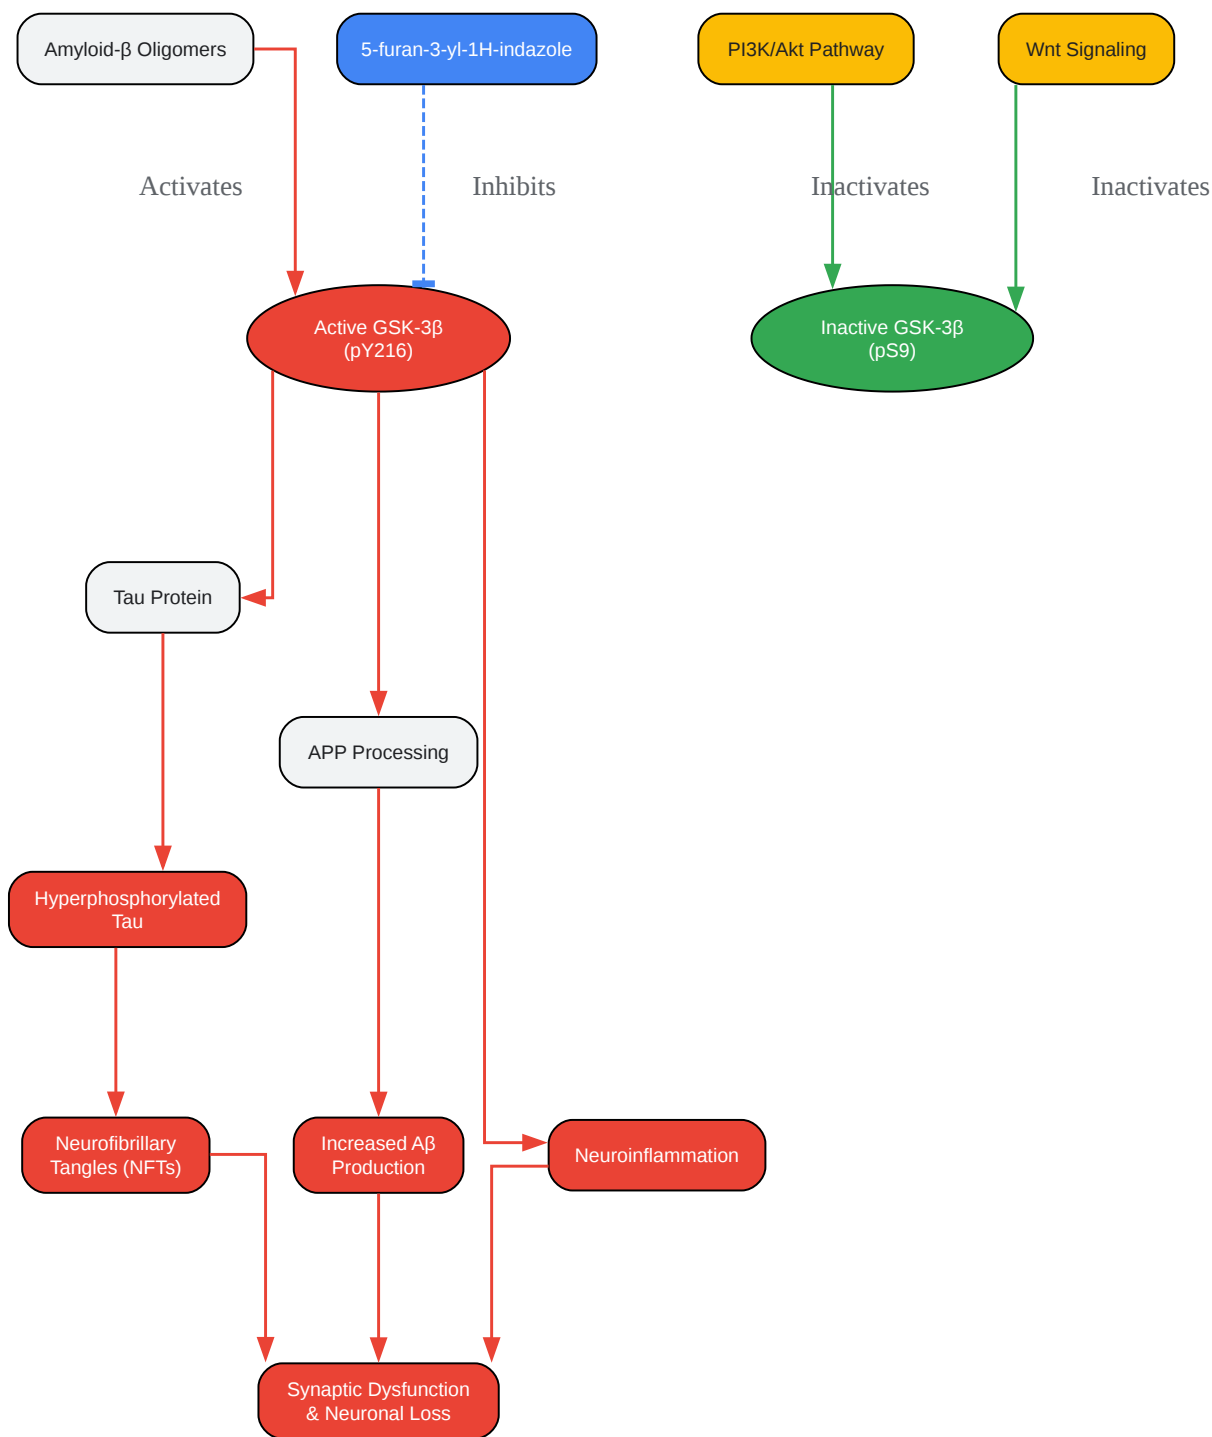 Amyloid-β Oligomers
5-furan-3-yl-1H-indazole
PI3K/Akt Pathway
Wnt Signaling
Activates
Inhibits
Inactivates
Inactivates
Active GSK-3β
(pY216)
Inactive GSK-3β
(pS9)
Tau Protein
APP Processing
Hyperphosphorylated
Tau
Neurofibrillary
Tangles (NFTs)
Increased Aβ
Production
Neuroinflammation
Synaptic Dysfunction
& Neuronal Loss